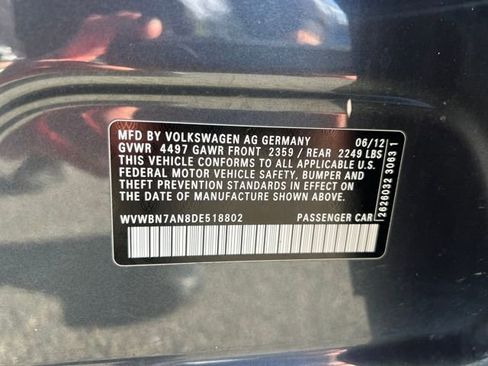 MFD BY VOLKSWAGEN AG GERMANY 06/12
GVWR 4497 GAWR FRONT 2359 / REAR 2249 LBS
THIS VEHICLE CONFORMS TO ALL APPLICABLE U.S.
FEDERAL MOTOR VEHICLE SAFETY, BUMPER AND
THEFT PREVENTION STANDARDS IN EFFECT ON
THE DATE OF MANUFACTURE SHOWN ABOVE.
WVWBN7AN8DE518802 PASSENGER CAR
2626032 3063 1